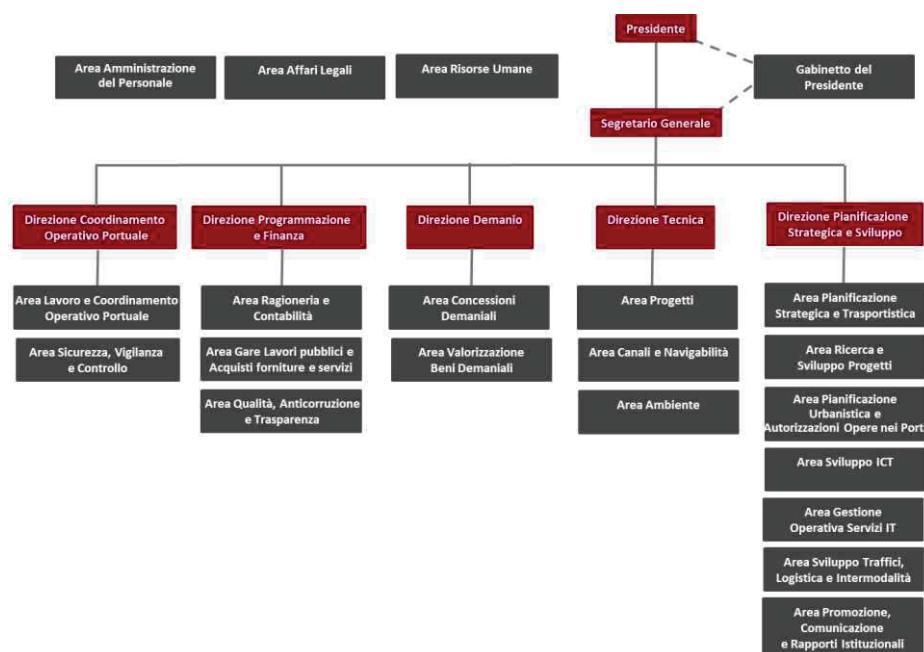 Presidente
Area Amministrazione
del Personale
Area Affari Legali
Area Risorse Umane
Gabinetto del
Presidente
Segretario Generale
Direzione Coordinamento
Operativo Portuale
Direzione Programmazione
e Finanza
Direzione Demanio
Direzione Tecnica
Direzione Pianificazione
Strategica e Sviluppo
Area Lavoro e Coordinamento
Operativo Portuale
Area Sicurezza, Vigilanza
e Controllo
Area Ragioneria e
Contabilità
Area Gare Lavori pubblici e
Acquisti forniture e servizi
Area Qualità, Anticorruzione
e Trasparenza
Area Concessioni
Demaniali
Area Valorizzazione
Beni Demaniali
Area Progetti
Area Canali e Navigabilità
Area Ambiente
Area Pianificazione
Strategica e Trasportistica
Area Ricerca e
Sviluppo Progetti
Area Pianificazione
Urbanistica e
Autorizzazioni Opere nei Port
Area Sviluppo ICT
Area Gestione
Operativa Servizi IT
Area Sviluppo Traffici,
Logistica e Intermodalità
Area Promozione,
Comunicazione
e Rapporti Istituzionali